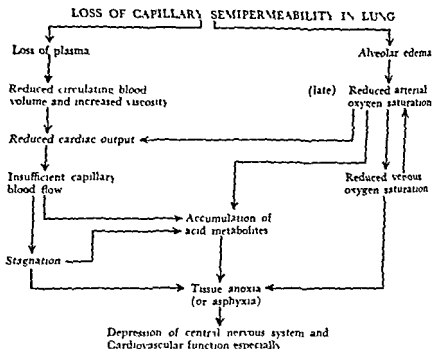 LOSS OF CAPILLARY SEMIPERMEABILITY IN LUNG
Loss of plasma
Alveolar edema
Reduced circulating blood
volume and increased viscosity
(late)
Reduced arterial
oxygen saturation
Reduced cardiac output
Insufficient capillary
blood flow
Reduced venous
oxygen saturation
Accumulation of
acid metabolites
Stagnation
Tissue anoxia
(or asphyxia)
Depression of central nervous system and
Cardiovascular function especially